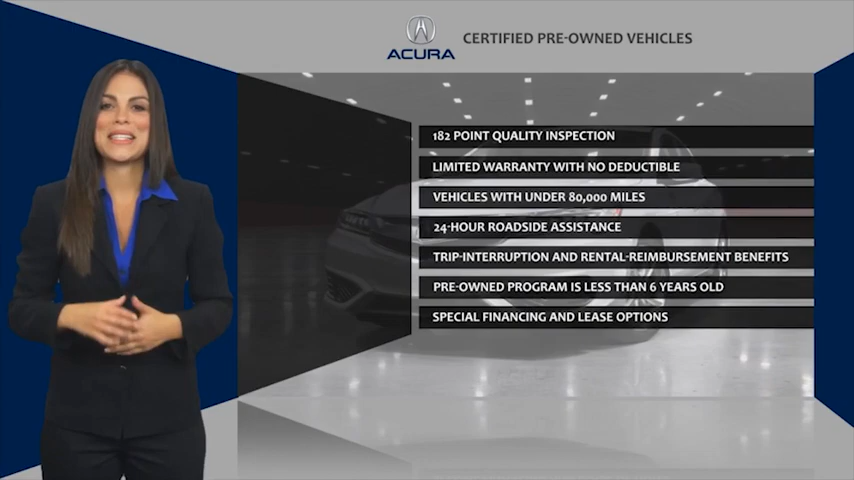 ACURA
CERTIFIED PRE-OWNED VEHICLES
182 POINT QUALITY INSPECTION
LIMITED WARRANTY WITH NO DEDUCTIBLE
VEHICLES WITH UNDER 80,000 MILES
24-HOUR ROADSIDE ASSISTANCE
TRIP-INTERRUPTION AND RENTAL-REIMBURSEMENT BENEFITS
PRE-OWNED PROGRAM IS LESS THAN 6 YEARS OLD
SPECIAL FINANCING AND LEASE OPTIONS